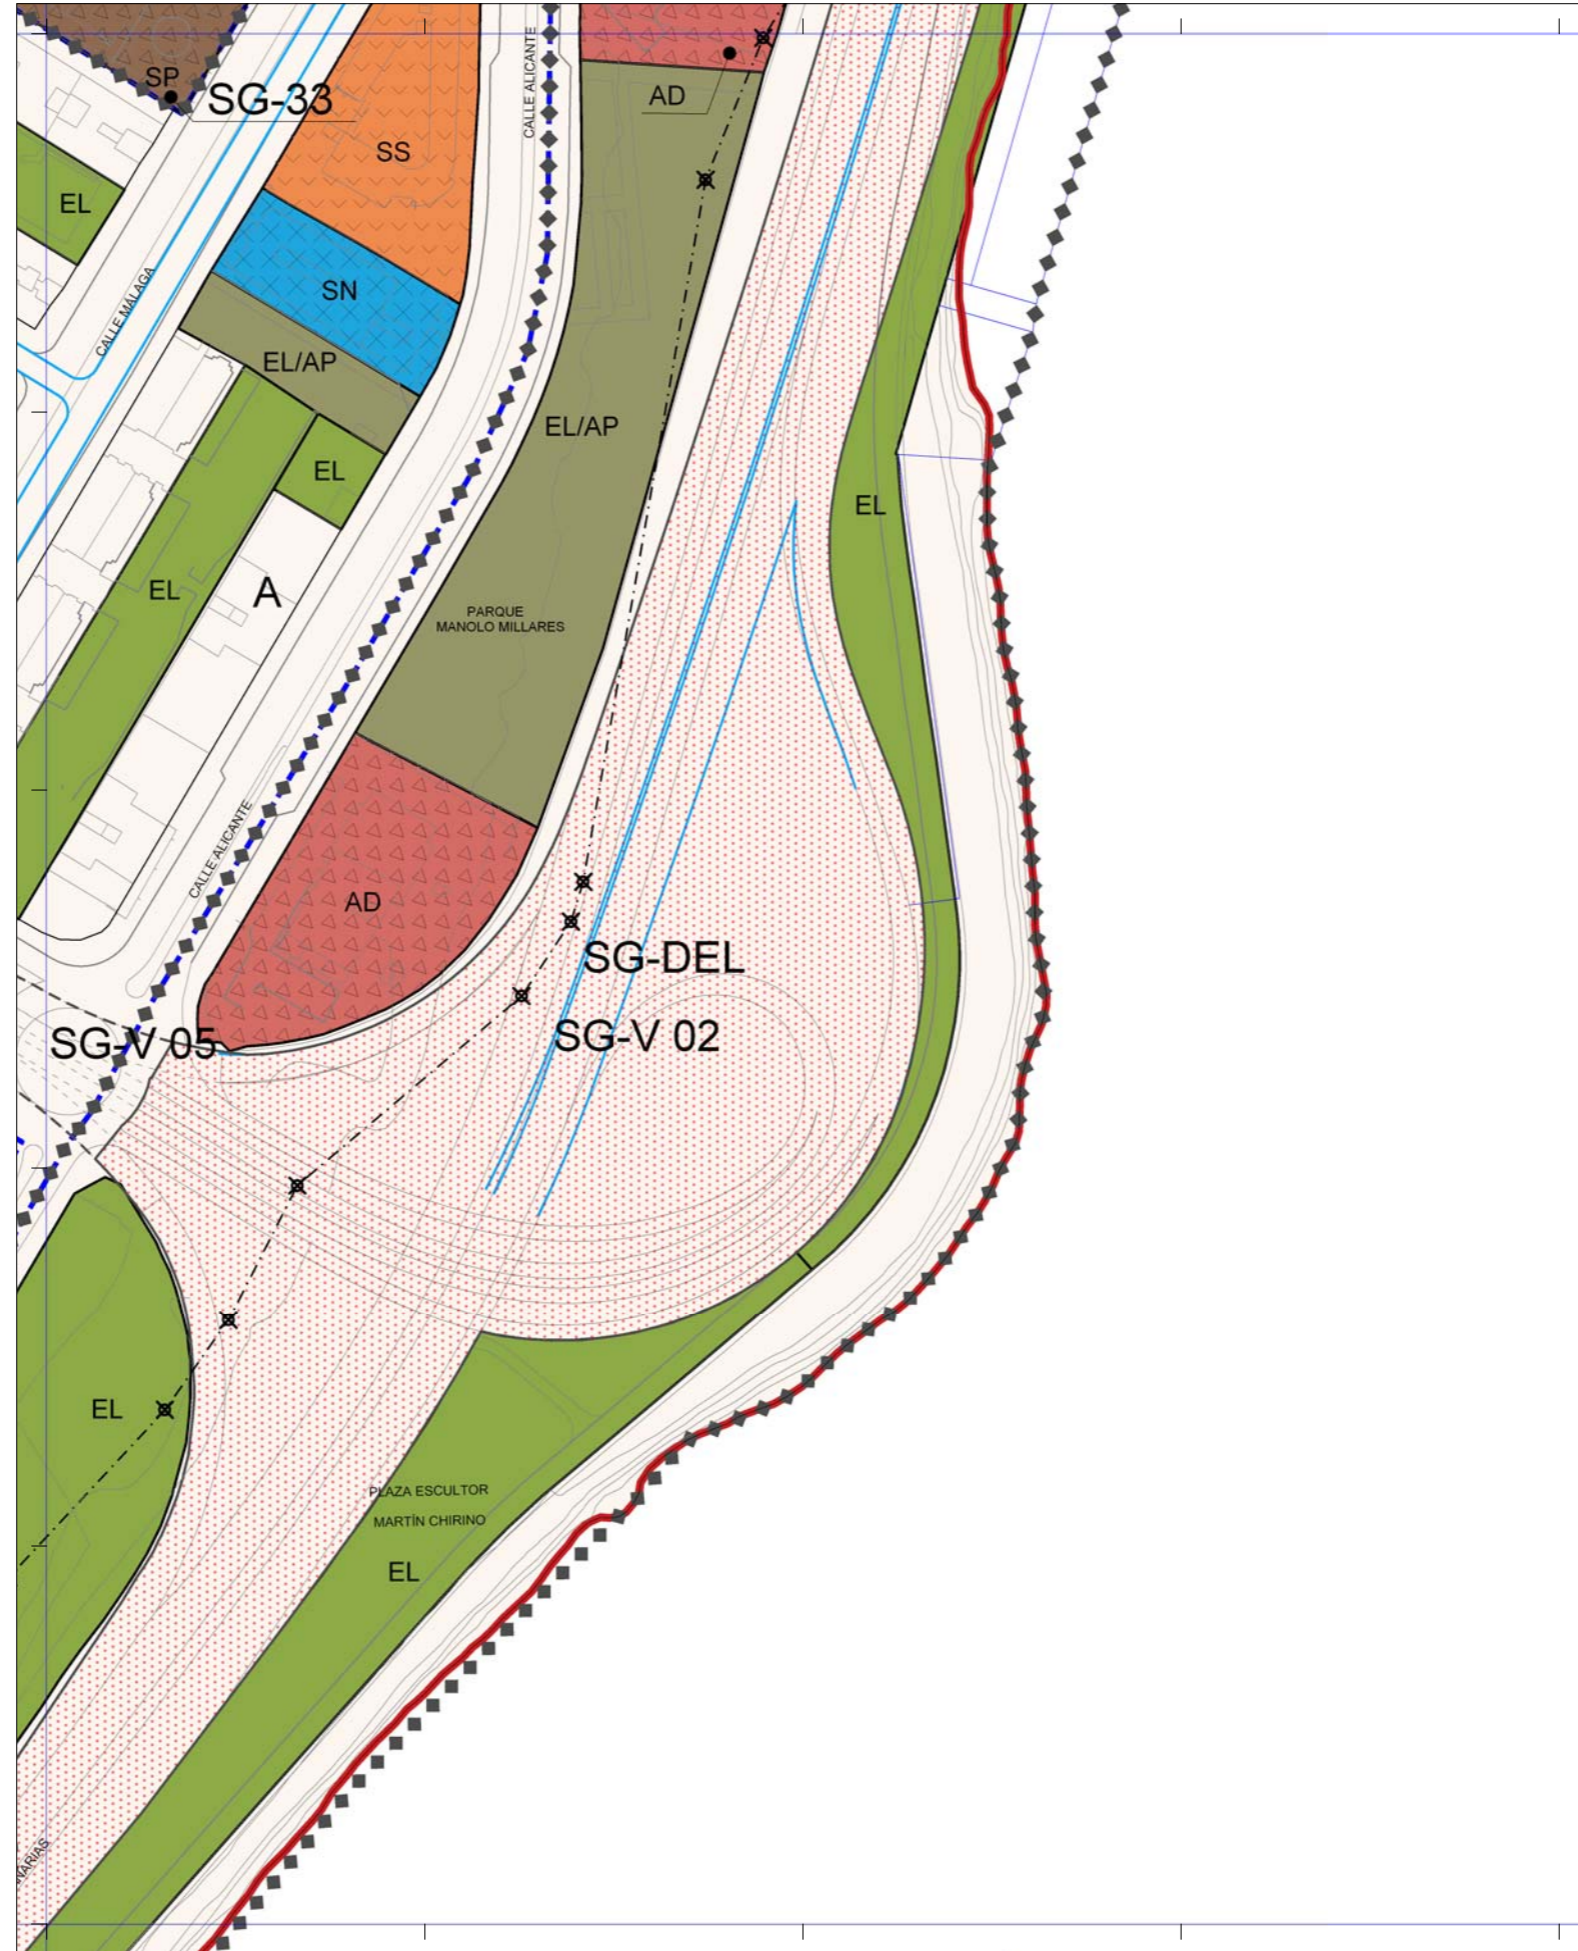 CALLE ALICANTE
SP
SG-33
AD
SS
EL
SN
CALLE MÁLAGA
EL/AP
EL/AP
EL
EL
EL
A
PARQUE
MANOLO MILLARES
CALLE ALICANTE
AD
SG-DEL
SG-V 02
SG-V 05
EL
PLAZA ESCULTOR
MARTÍN CHIRINO
EL